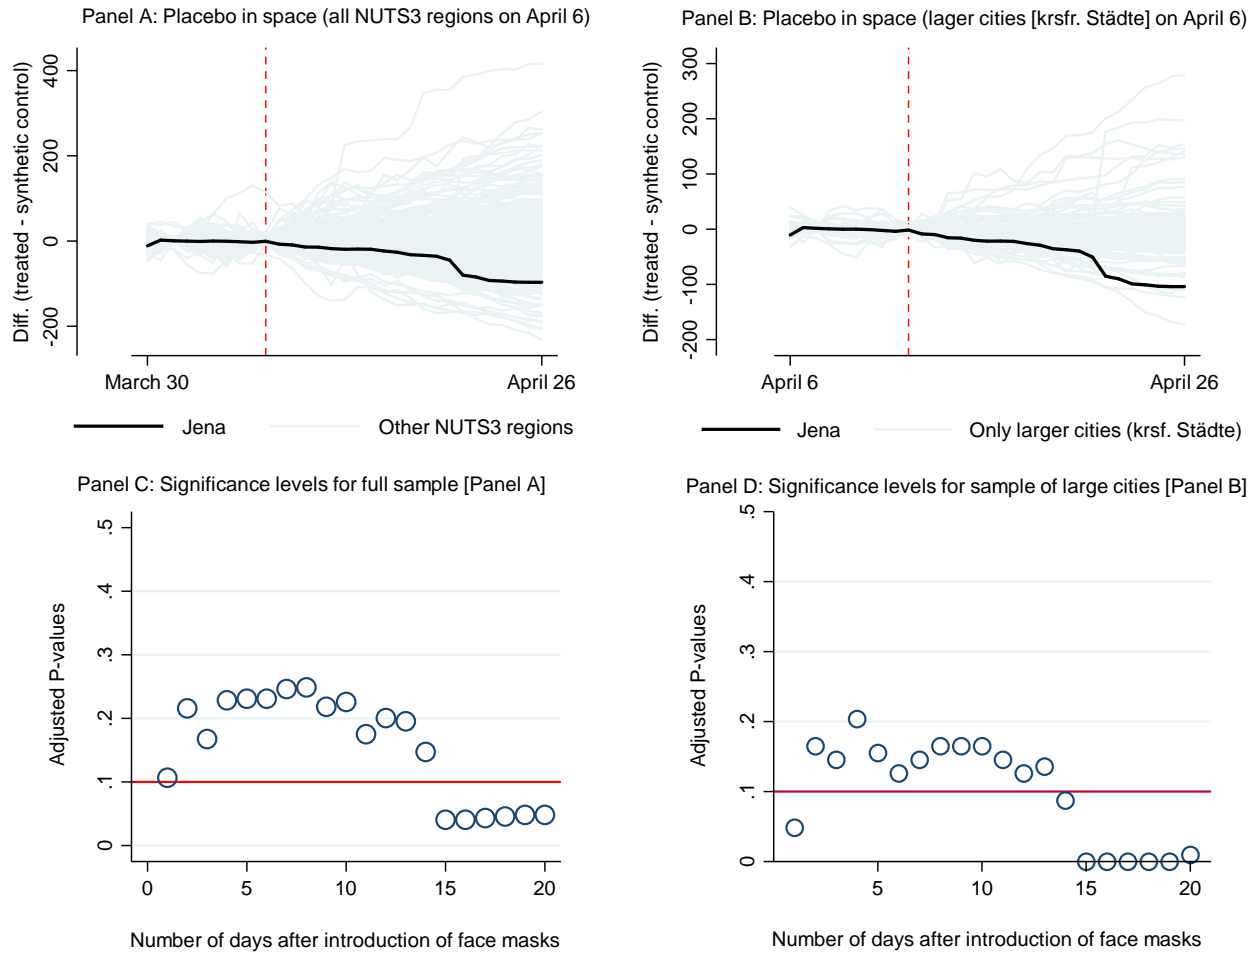 Panel A: Placebo in space (all NUTS3 regions on April 6)
Diff. (treated - synthetic control)
400
200
0
-200
March 30
April 26
Jena
Other NUTS3 regions
Panel B: Placebo in space (lager cities [krsfr. Städte] on April 6)
Diff. (treated - synthetic control)
300
200
100
0
-100
-200
April 6
April 26
Jena
Only larger cities (krsf. Städte)
Panel C: Significance levels for full sample [Panel A]
Adjusted P-values
.5
.4
.3
.2
.1
0
0
5
10
15
20
Number of days after introduction of face masks
Panel D: Significance levels for sample of large cities [Panel B]
Adjusted P-values
.5
.4
.3
.2
.1
0
5
10
15
20
Number of days after introduction of face masks